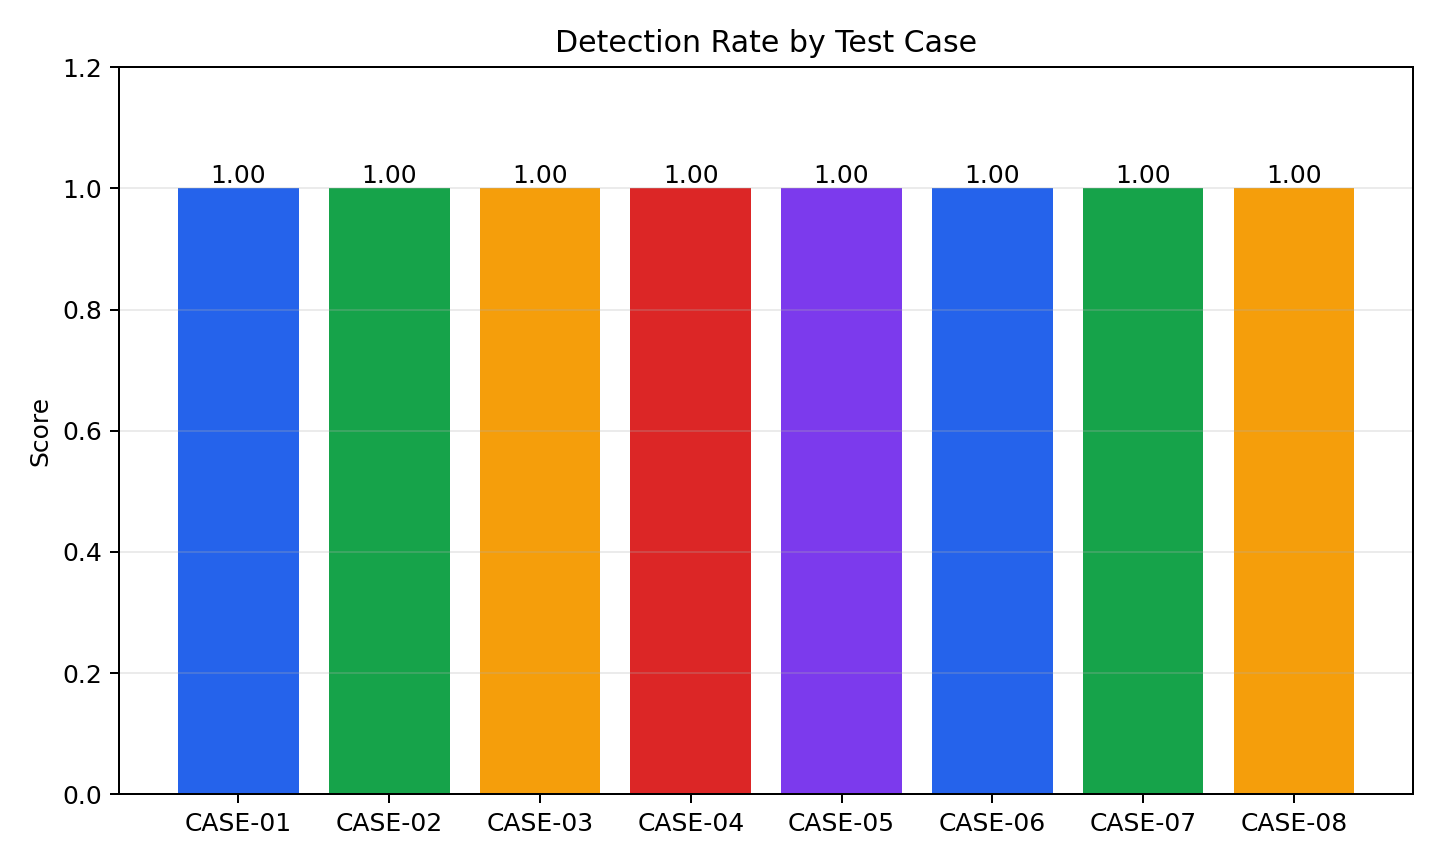 Detection Rate by Test Case
1.2
1.0
0.8
0.6
0.4
0.2
0.0
Score
1.00 1.00 1.00 1.00 1.00 1.00 1.00 1.00
CASE-01 CASE-02 CASE-03 CASE-04 CASE-05 CASE-06 CASE-07 CASE-08